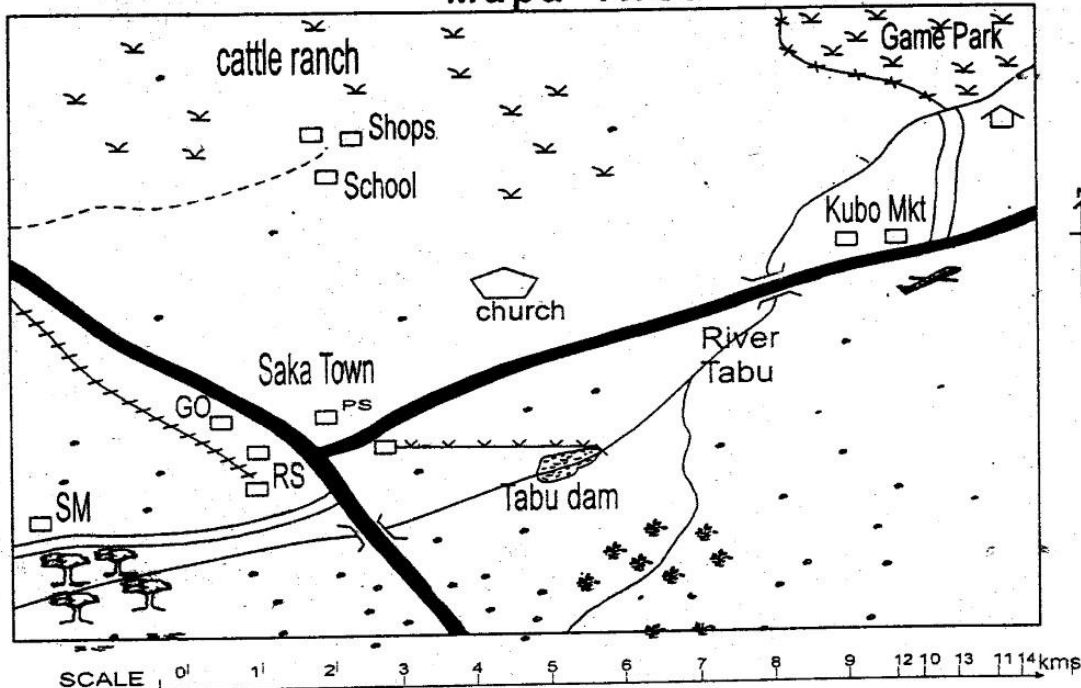 Game Park
cattle ranch
Shops
School
Kubo Mkt
church
River
Tabu
Saka Town
PS
GO
RS
Tabu dam
SM
SCALE 0 1 2 3 4 5 6 7 8 9 12 10 13 11 14 kms